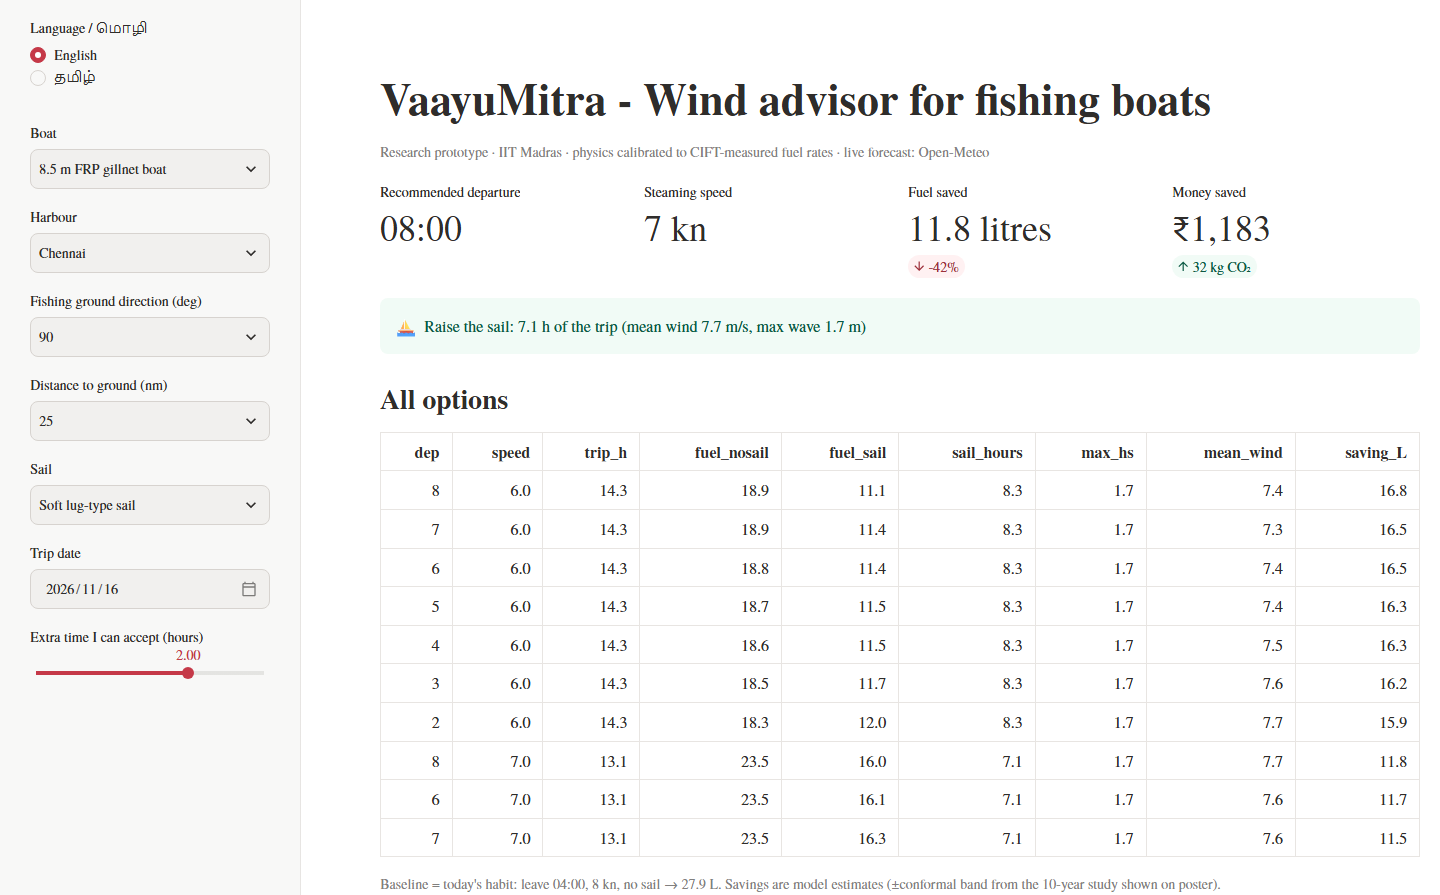 Language / மொழி
English
தமிழ்
Boat
8.5 m FRP gillnet boat
Harbour
Chennai
Fishing ground direction (deg)
90
Distance to ground (nm)
25
Sail
Soft lug-type sail
Trip date
2026/11/16
Extra time I can accept (hours)
2.00
VaayuMitra - Wind advisor for fishing boats
Research prototype · IIT Madras · physics calibrated to CIFT-measured fuel rates · live forecast: Open-Meteo
Recommended departure Steaming speed Fuel saved Money saved
08:00 7 kn 11.8 litres ₹1,183
↓ -42% ↑ 32 kg CO₂
Raise the sail: 7.1 h of the trip (mean wind 7.7 m/s, max wave 1.7 m)
All options
dep speed trip_h fuel_nosail fuel_sail sail_hours max_hs mean_wind saving_L
8 6.0 14.3 18.9 11.1 8.3 1.7 7.4 16.8
7 6.0 14.3 18.9 11.4 8.3 1.7 7.3 16.5
6 6.0 14.3 18.8 11.4 8.3 1.7 7.4 16.5
5 6.0 14.3 18.7 11.5 8.3 1.7 7.4 16.3
4 6.0 14.3 18.6 11.5 8.3 1.7 7.5 16.3
3 6.0 14.3 18.5 11.7 8.3 1.7 7.6 16.2
2 6.0 14.3 18.3 12.0 8.3 1.7 7.7 15.9
8 7.0 13.1 23.5 16.0 7.1 1.7 7.7 11.8
6 7.0 13.1 23.5 16.1 7.1 1.7 7.6 11.7
7 7.0 13.1 23.5 16.3 7.1 1.7 7.6 11.5
Baseline = today's habit: leave 04:00, 8 kn, no sail → 27.9 L. Savings are model estimates (±conformal band from the 10-year study shown on poster).